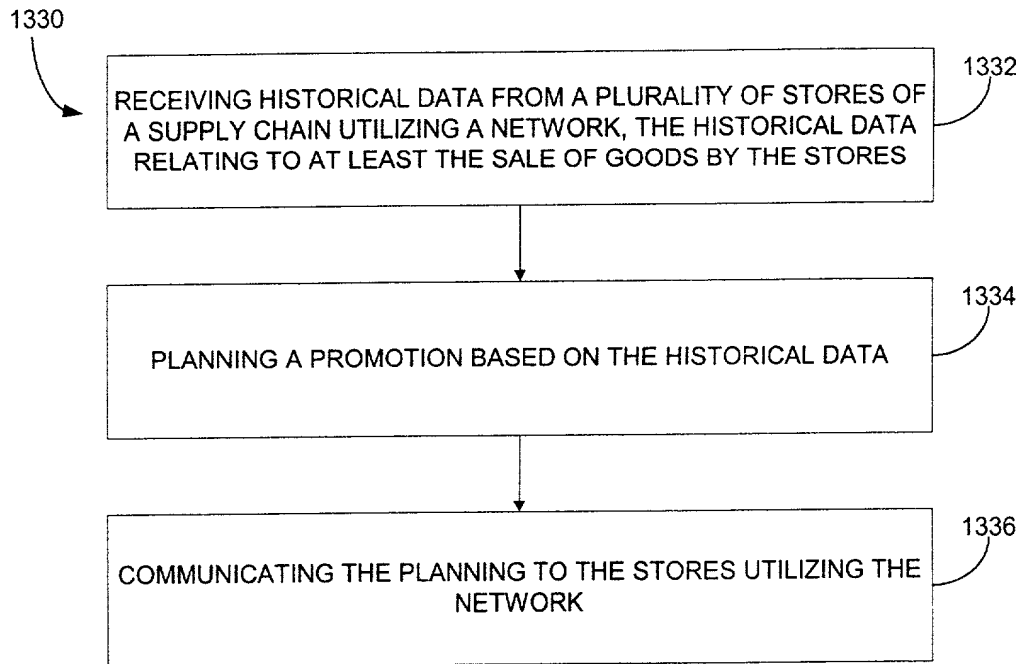 1330
1332
RECEIVING HISTORICAL DATA FROM A PLURALITY OF STORES OF
A SUPPLY CHAIN UTILIZING A NETWORK, THE HISTORICAL DATA
RELATING TO AT LEAST THE SALE OF GOODS BY THE STORES
1334
PLANNING A PROMOTION BASED ON THE HISTORICAL DATA
1336
COMMUNICATING THE PLANNING TO THE STORES UTILIZING THE
NETWORK